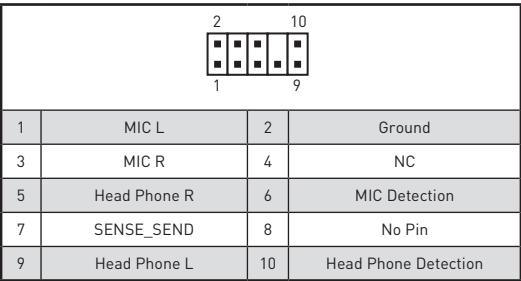 2 10
1 9
1 MIC L 2 Ground
3 MIC R 4 NC
5 Head Phone R 6 MIC Detection
7 SENSE_SEND 8 No Pin
9 Head Phone L 10 Head Phone Detection